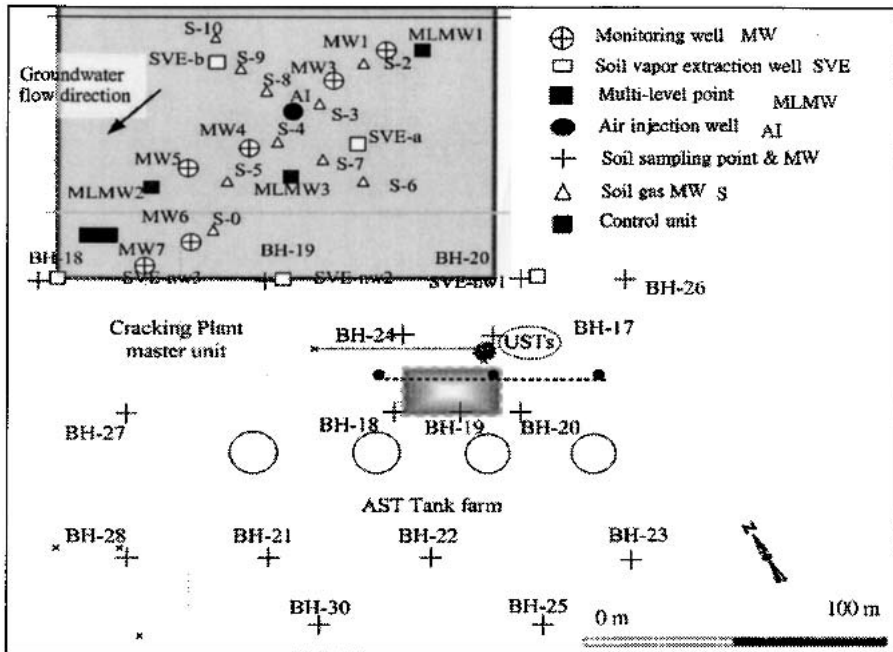 S-10
MW1
MLMW1
SVE-b
S-9
MW3
S-2
S-8
Groundwater
flow direction
AI
S-3
MW4
S-4
SVE-a
MW5
S-5
S-7
MLMW2
MLMW3
S-6
MW6
S-0
BH-18
MW7
BH-19
BH-20
SVE-nw3
SVE-nw2
SVE-nw1
BH-26
Monitoring well MW
Soil vapor extraction well SVE
Multi-level point MLMW
Air injection well AI
Soil sampling point & MW
Soil gas MW S
Control unit
Cracking Plant
master unit
BH-24
USTs
BH-17
BH-27
BH-18
BH-19
BH-20
AST Tank farm
BH-28
BH-21
BH-22
BH-23
BH-30
BH-25
N
0 m
100 m